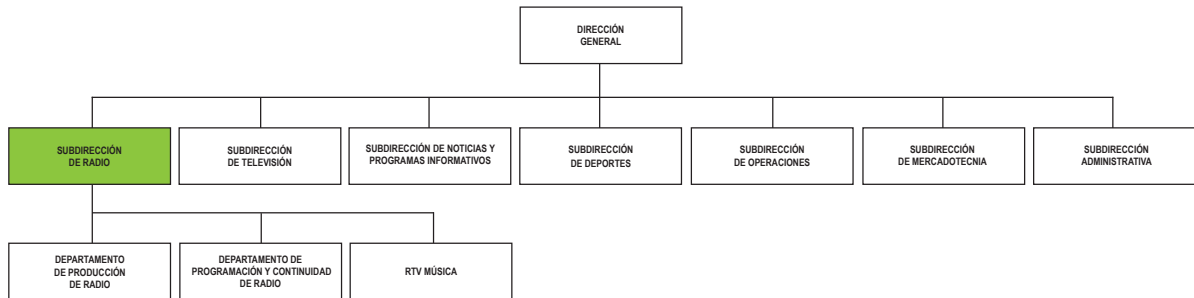 DIRECCIÓN
GENERAL
SUBDIRECCIÓN
DE RADIO
SUBDIRECCIÓN
DE TELEVISIÓN
SUBDIRECCIÓN DE NOTICIAS Y
PROGRAMAS INFORMATIVOS
SUBDIRECCIÓN
DE DEPORTES
SUBDIRECCIÓN
DE OPERACIONES
SUBDIRECCIÓN
DE MERCADOTECNIA
SUBDIRECCIÓN
ADMINISTRATIVA
DEPARTAMENTO
DE PRODUCCIÓN
DE RADIO
DEPARTAMENTO DE
PROGRAMACIÓN Y CONTINUIDAD
DE RADIO
RTV MÚSICA